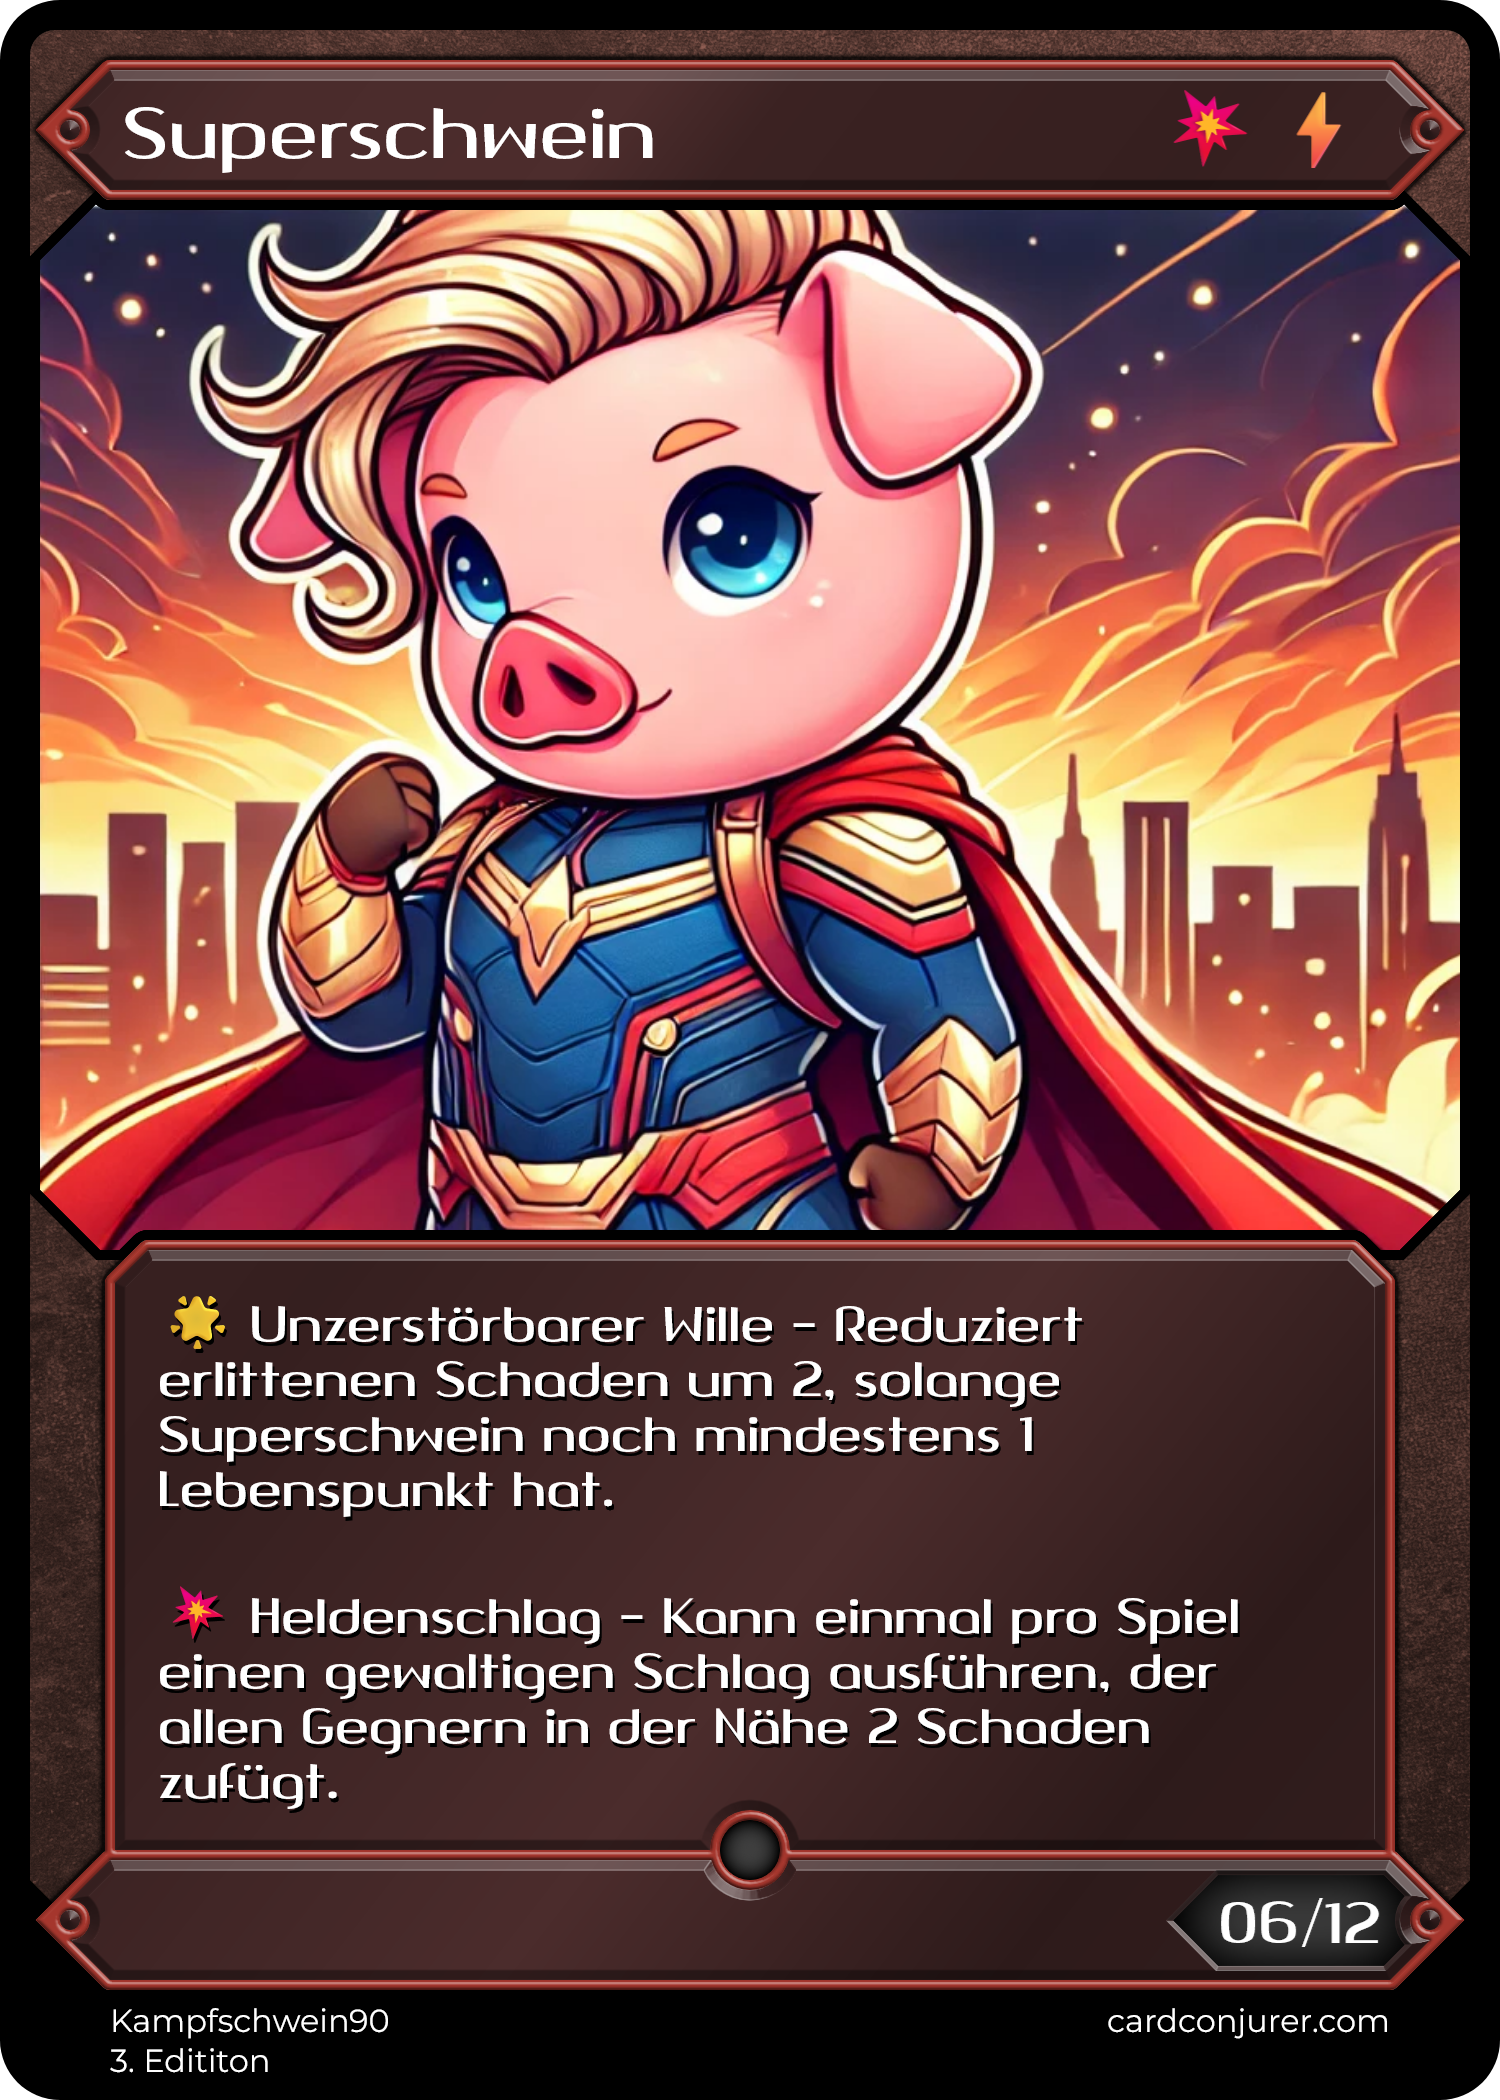 Superschwein
Unzerstörbarer Wille - Reduziert
erlittenen Schaden um 2, solange
Superschwein noch mindestens 1
Lebenspunkt hat.
Heldenschlag - Kann einmal pro Spiel
einen gewaltigen Schlag ausführen, der
allen Gegnern in der Nähe 2 Schaden
zufügt.
06/12
Kampfschwein90
cardconjurer.com
3. Edititon